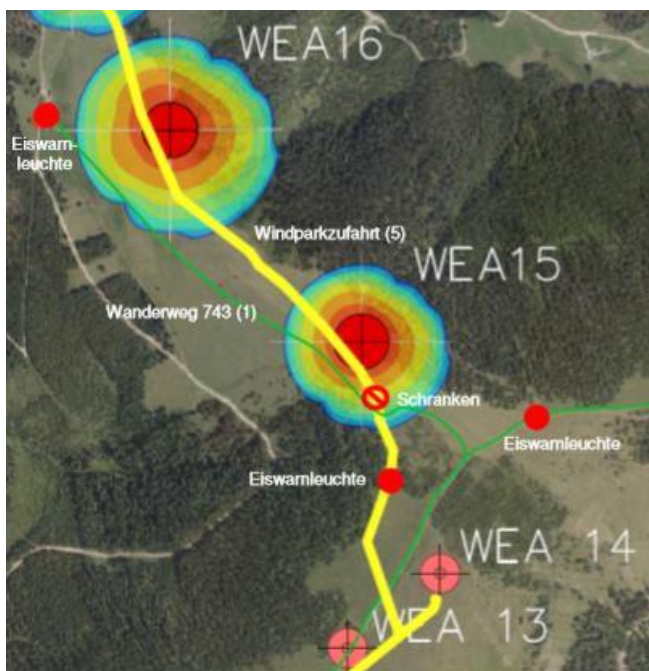 WEA16
Eiswarn-
leuchte
Windparkzufahrt (5)
WEA15
Wanderweg 743 (1)
Schranken
Eiswarnleuchte
Eiswarnleuchte
WEA 14
WEA 13